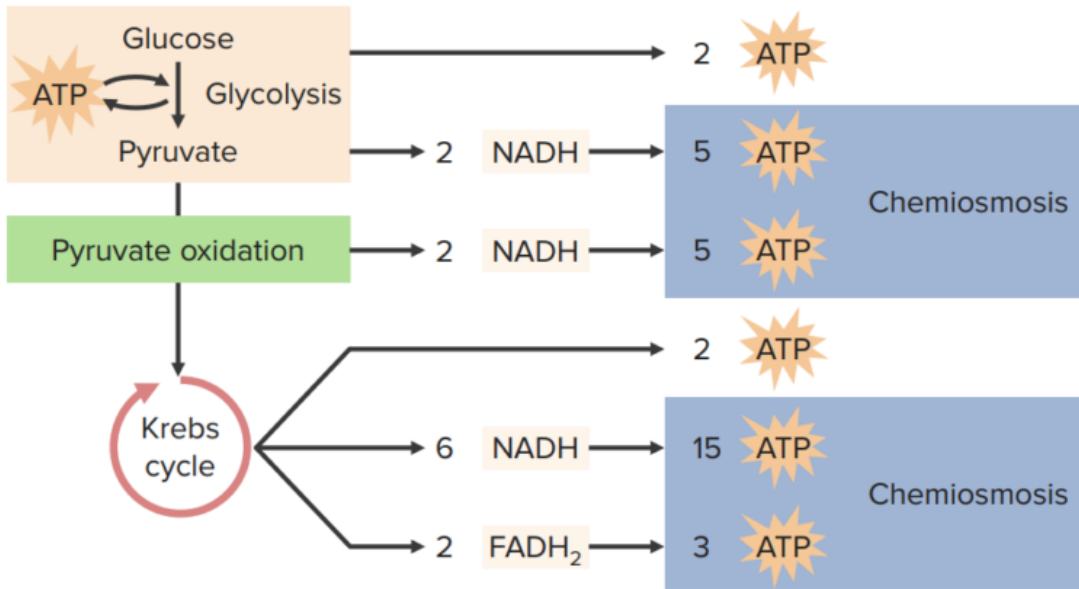 Glucose
2 ATP
ATP
Glycolysis
Pyruvate
2 NADH
5 ATP
Chemiosmosis
Pyruvate oxidation
2 NADH
5 ATP
2 ATP
Krebs
cycle
6 NADH
15 ATP
Chemiosmosis
2 FADH₂
3 ATP